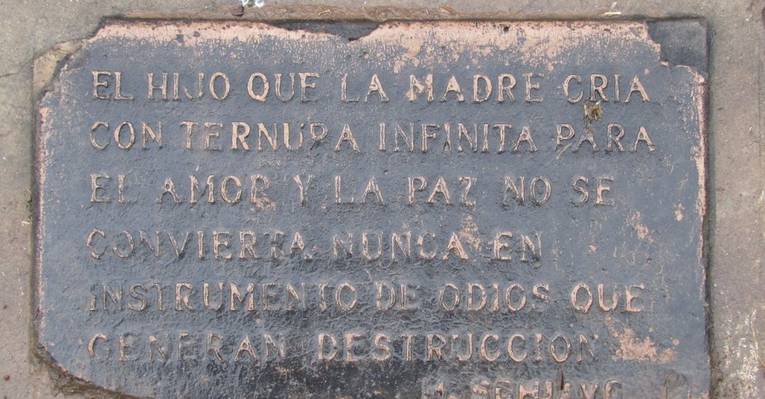 EL HIJO QUE LA MADRE CRIA
CON TERNURA INFINITA PARA
EL AMOR Y LA PAZ NO SE
CONVIERTA NUNCA EN
INSTRUMENTO DE ODIOS QUE
GENERAN DESTRUCCION